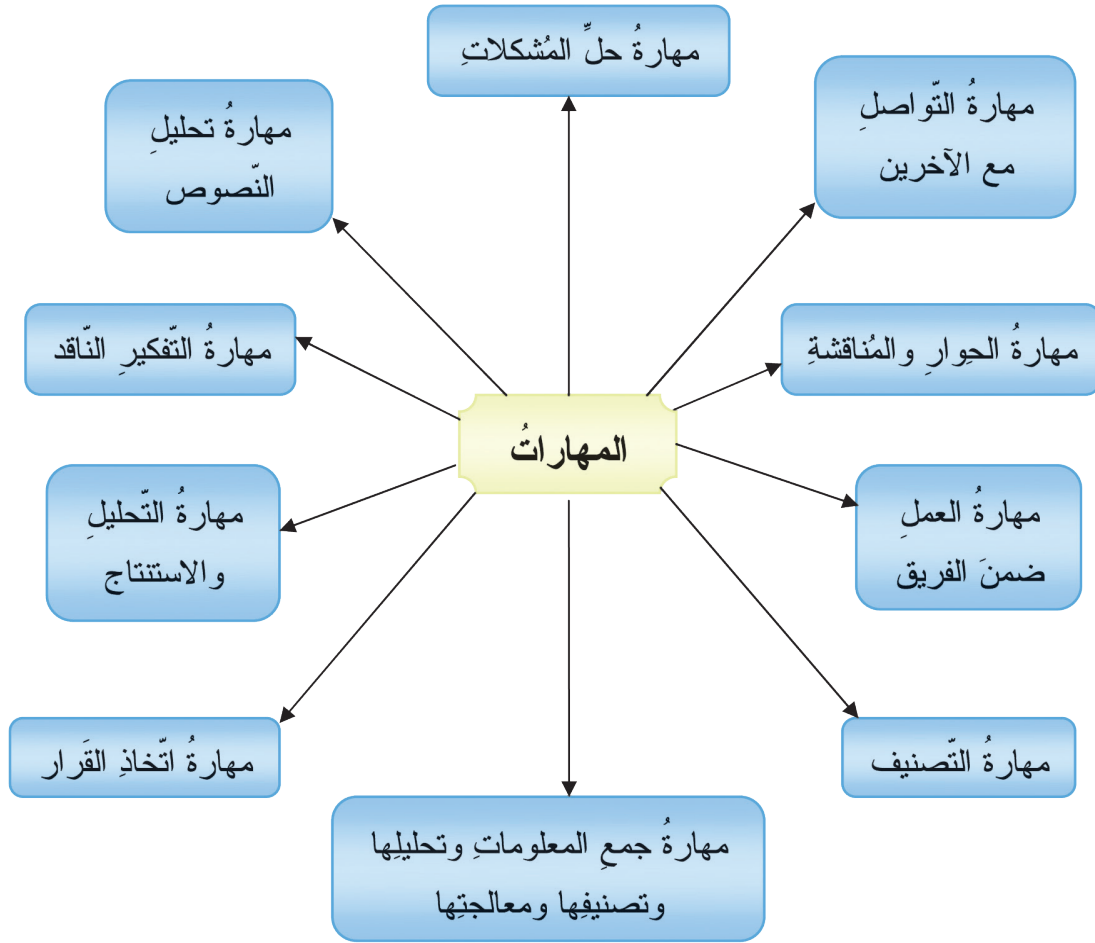 مهارةُ حلِّ المُشكلاتِ
مهارةُ التّواصلِ
مع الآخرين
مهارةُ تحليلِ
النّصوص
مهارةُ الحِوارِ والمُناقشةِ
مهارةُ التّفكيرِ النّاقد
المهاراتُ
مهارةُ العملِ
ضمنَ الفريق
مهارةُ التّحليلِ
والاستنتاج
مهارةُ التّصنيف
مهارةُ اتّخاذِ القَرار
مهارةُ جمعِ المعلوماتِ وتحليلِها
وتصنيفِها ومعالجتِها